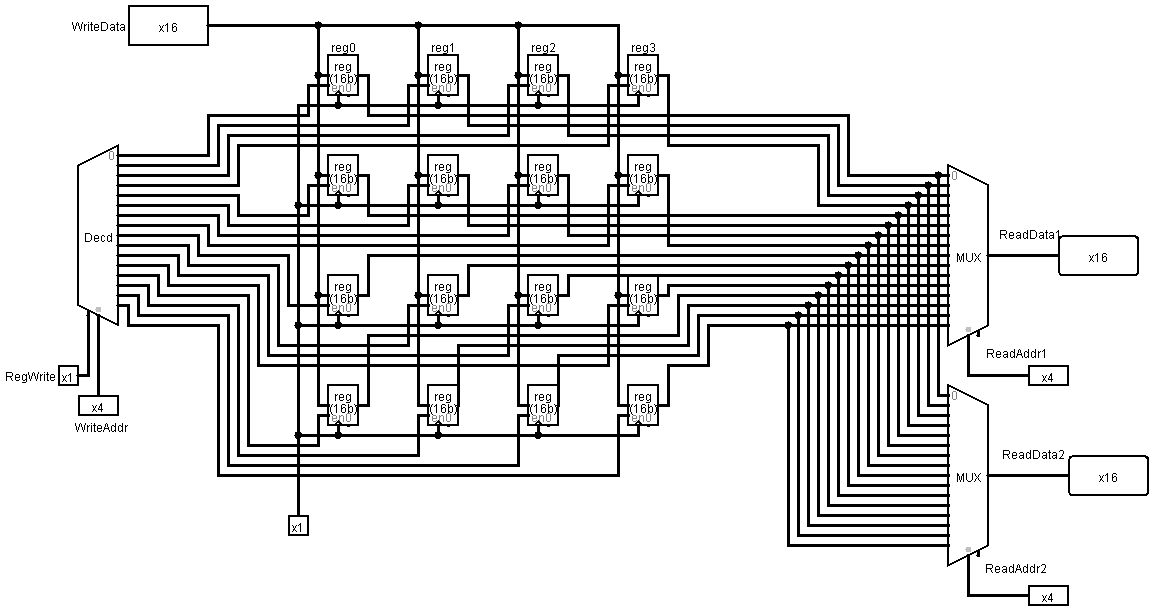 WriteData
x16
reg0
reg1
reg2
reg3
reg
(16b)
en0
reg
(16b)
en0
reg
(16b)
en0
reg
(16b)
en0
0
Decd
reg
(16b)
en0
reg
(16b)
en0
reg
(16b)
en0
reg
(16b)
en0
0
MUX
ReadData1
x16
reg
(16b)
en0
reg
(16b)
en0
reg
(16b)
en0
reg
(16b)
en0
ReadAddr1
x4
RegWrite
x1
x4
WriteAddr
reg
(16b)
en0
reg
(16b)
en0
reg
(16b)
en0
reg
(16b)
en0
0
MUX
ReadData2
x16
x1
ReadAddr2
x4